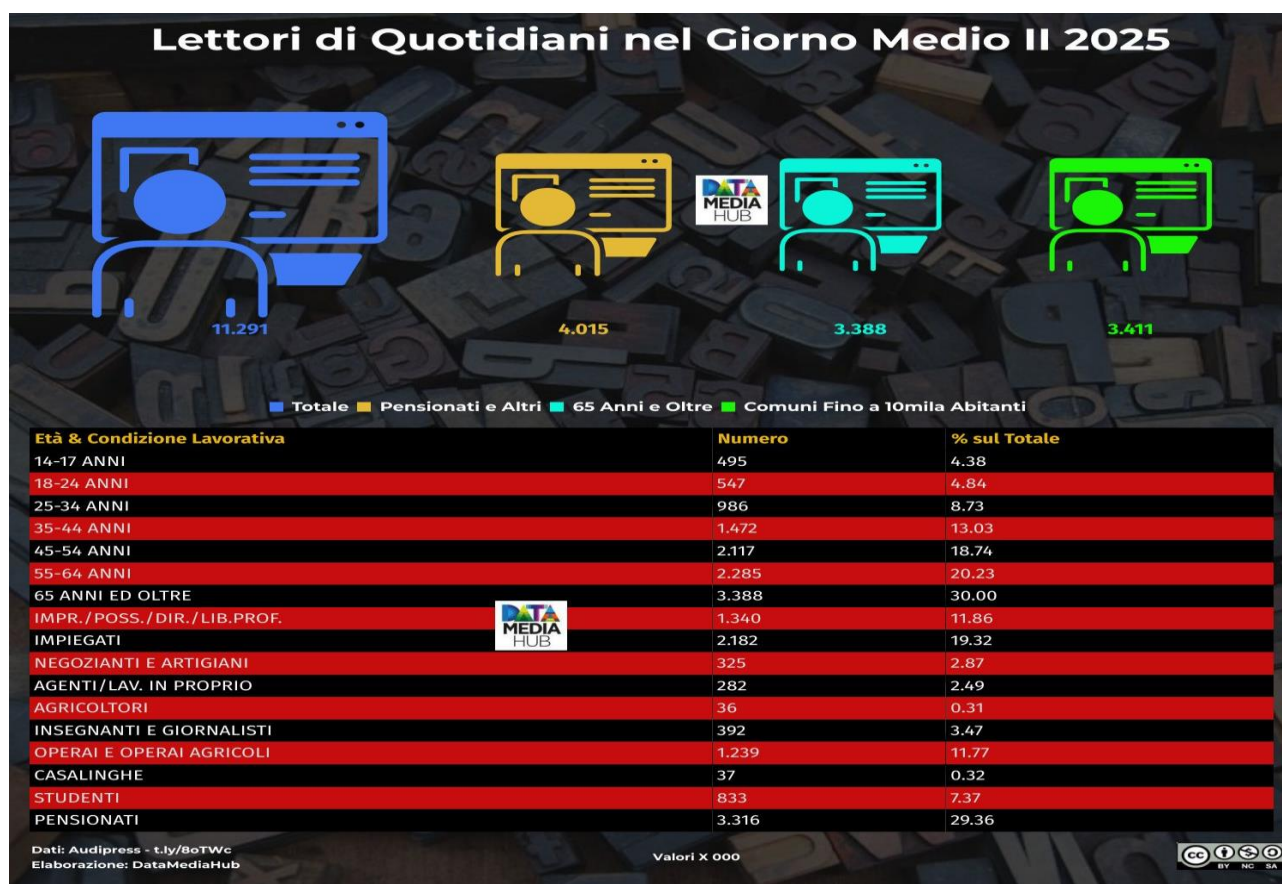 Lettori di Quotidiani nel Giorno Medio II 2025
DATA
MEDIA
HUB
11.291 4.015 3.388 3.411
Totale Pensionati e Altri 65 Anni e Oltre Comuni Fino a 10mila Abitanti
Età & Condizione Lavorativa Numero % sul Totale
14-17 ANNI 495 4.38
18-24 ANNI 547 4.84
25-34 ANNI 986 8.73
35-44 ANNI 1.472 13.03
45-54 ANNI 2.117 18.74
55-64 ANNI 2.285 20.23
65 ANNI ED OLTRE 3.388 30.00
IMPR./POSS./DIR./LIB.PROF. 1.340 11.86
DATA
MEDIA
HUB
IMPIEGATI 2.182 19.32
NEGOZIANTI E ARTIGIANI 325 2.87
AGENTI/LAV. IN PROPRIO 282 2.49
AGRICOLTORI 36 0.31
INSEGNANTI E GIORNALISTI 392 3.47
OPERAI E OPERAI AGRICOLI 1.239 11.77
CASALINGHE 37 0.32
STUDENTI 833 7.37
PENSIONATI 3.316 29.36
Dati: Audipress - t.ly/8oTWc
Elaborazione: DataMediaHub
Valori X 000
cc BY NC SA